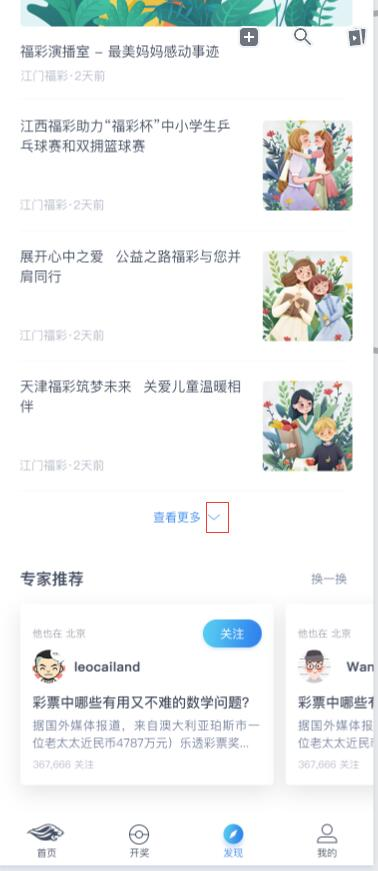 福彩演播室 – 最美妈妈感动事迹
江门福彩·2天前
江西福彩助力“福彩杯”中小学生乒
乓球赛和双拥篮球赛
江门福彩·2天前
展开心中之爱 公益之路福彩与您并
肩同行
江门福彩·2天前
天津福彩筑梦未来 关爱儿童温暖相
伴
江门福彩·2天前
查看更多
专家推荐
换一换
他也在 北京
关注
leocailand
彩票中哪些有用又不难的数学问题?
据国外媒体报道，来自澳大利亚珀斯市一
位老太太近民币4787万元）乐透彩票奖...
367,666 关注
他也在 北京
Wan
彩票中哪些有
据国外媒体
位老太太近
367,666 关注
首页
开奖
发现
我的